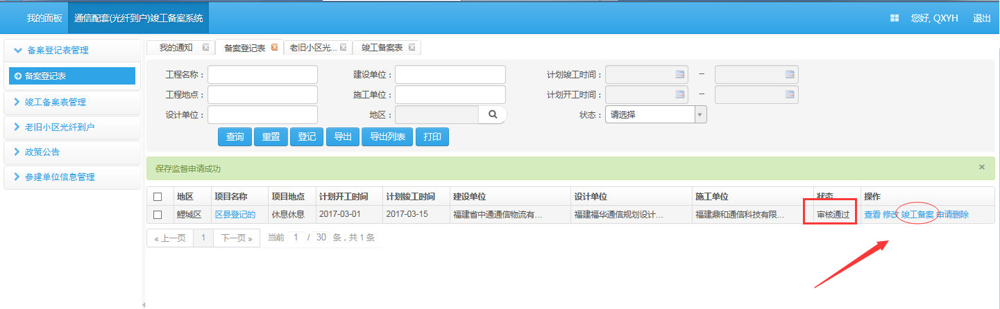 我的面板 通信配套(光纤到户)竣工备案系统 您好, QXYH 退出
备案登记表管理
备案登记表
竣工备案表管理
老旧小区光纤到户
政策公告
参建单位信息管理
我的通知 备案登记表 老旧小区光... 竣工备案表
工程名称： 建设单位： 计划竣工时间： --
工程地点： 施工单位： 计划开工时间： --
设计单位： 地区： 状态： 请选择
查询 重置 登记 导出 导出列表 打印
保存监督申请成功 ×
地区 项目名称 项目地点 计划开工时间 计划竣工时间 建设单位 设计单位 施工单位 状态 操作
鲤城区 区县登记的 休息休息 2017-03-01 2017-03-15 福建省中通通信物流有... 福建福华通信规划设计... 福建鼎和通信科技有限... 审核通过 查看 修改 竣工备案 申请删除
« 上一页 1 下一页 » 当前 1 / 30 条 , 共 1 条